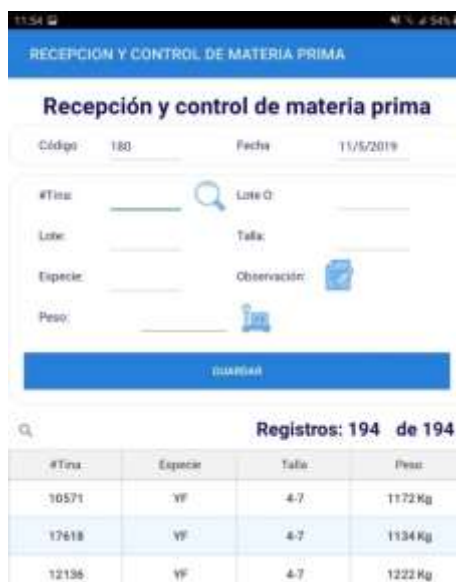 11:54
54%
RECEPCION Y CONTROL DE MATERIA PRIMA
Recepción y control de materia prima
Código: 180 Fecha 11/5/2019
#Tina: Lote O:
Lote: Talla:
Especie: Observación:
Peso:
GUARDAR
Registros: 194 de 194
#Tina Especie Talla Peso
10571 YF 4-7 1172 Kg
17618 YF 4-7 1134 Kg
12136 YF 4-7 1222 Kg